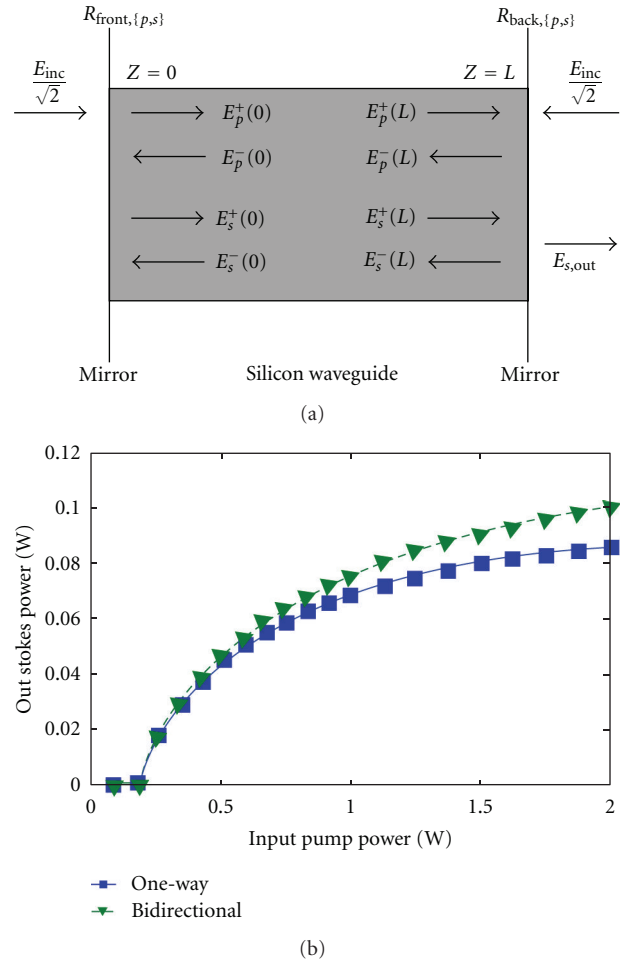 R_front,{p,s} R_back,{p,s}
E_inc/√2 Z = 0 Z = L E_inc/√2
E_p^+(0) E_p^+(L)
E_p^−(0) E_p^−(L)
E_s^+(0) E_s^+(L)
E_s^−(0) E_s^−(L)
E_s,out
Mirror Silicon waveguide Mirror
(a)
0.12
0.1
0.08
0.06
0.04
0.02
0
Out stokes power (W)
0 0.5 1 1.5 2
Input pump power (W)
One-way
Bidirectional
(b)